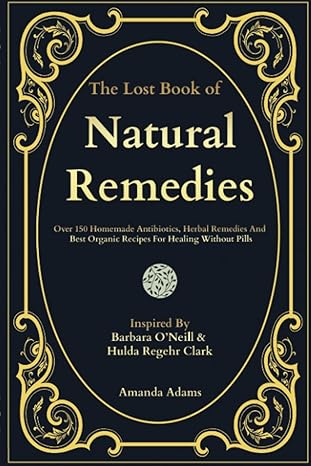 The Lost Book of
Natural
Remedies
Over 150 Homemade Antibiotics, Herbal Remedies And
Best Organic Recipes For Healing Without Pills
Inspired By
Barbara O'Neill &
Hulda Regehr Clark
Amanda Adams